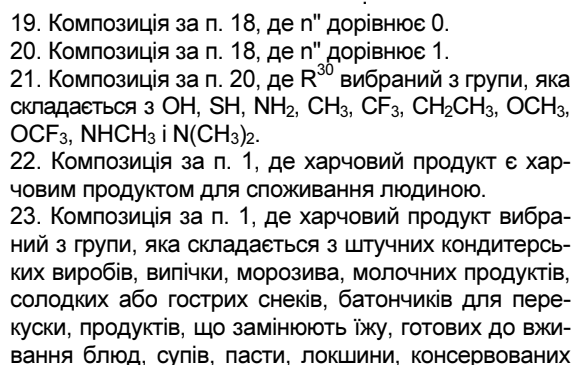 19. Композиція за п. 18, де n" дорівнює 0.
20. Композиція за п. 18, де n" дорівнює 1.
21. Композиція за п. 20, де R³⁰ вибраний з групи, яка
складається з OH, SH, NH₂, CH₃, CF₃, CH₂CH₃, OCH₃,
OCF₃, NHCH₃ і N(CH₃)₂.
22. Композиція за п. 1, де харчовий продукт є хар-
човим продуктом для споживання людиною.
23. Композиція за п. 1, де харчовий продукт вибра-
ний з групи, яка складається з штучних кондитерсь-
ких виробів, випічки, морозива, молочних продуктів,
солодких або гострих снеків, батончиків для пере-
куски, продуктів, що замінюють їжу, готових до вжи-
вання блюд, супів, пасти, локшини, консервованих